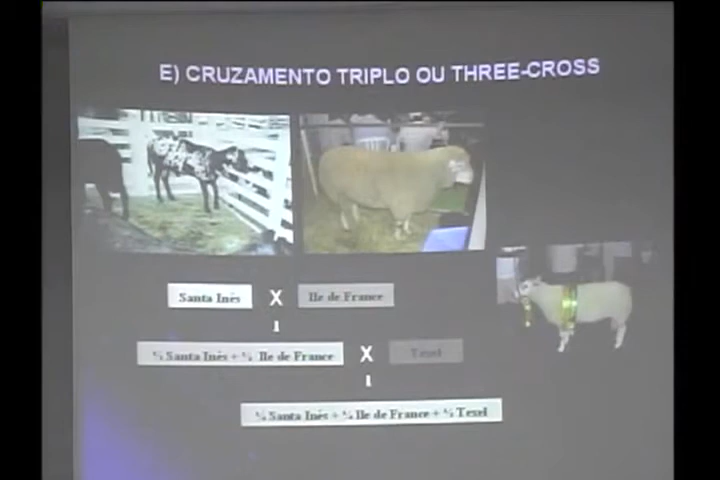 E) CRUZAMENTO TRIPLO OU THREE-CROSS
Santa Inês X Ile de France
Santa Inês + Ile de France X Texel
Santa Inês + Ile de France + Texel